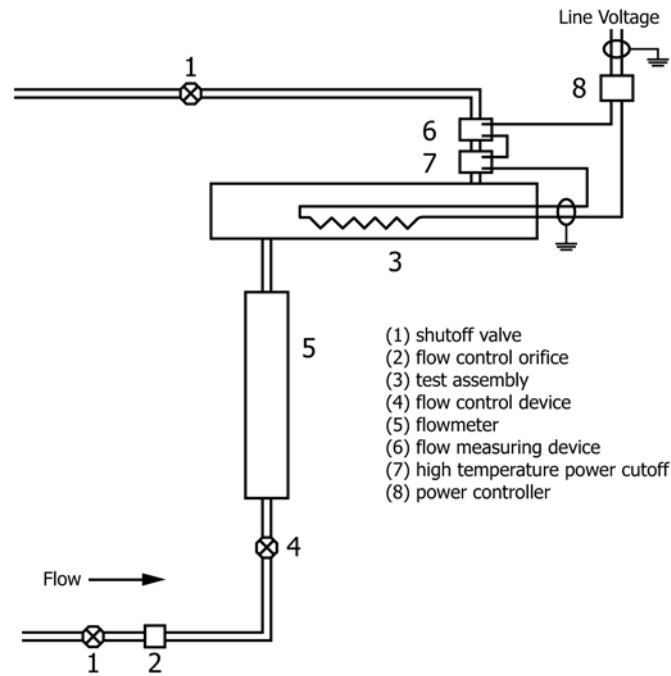 Line Voltage
1
8
6
7
3
5
(1) shutoff valve
(2) flow control orifice
(3) test assembly
(4) flow control device
(5) flowmeter
(6) flow measuring device
(7) high temperature power cutoff
(8) power controller
4
Flow
1
2